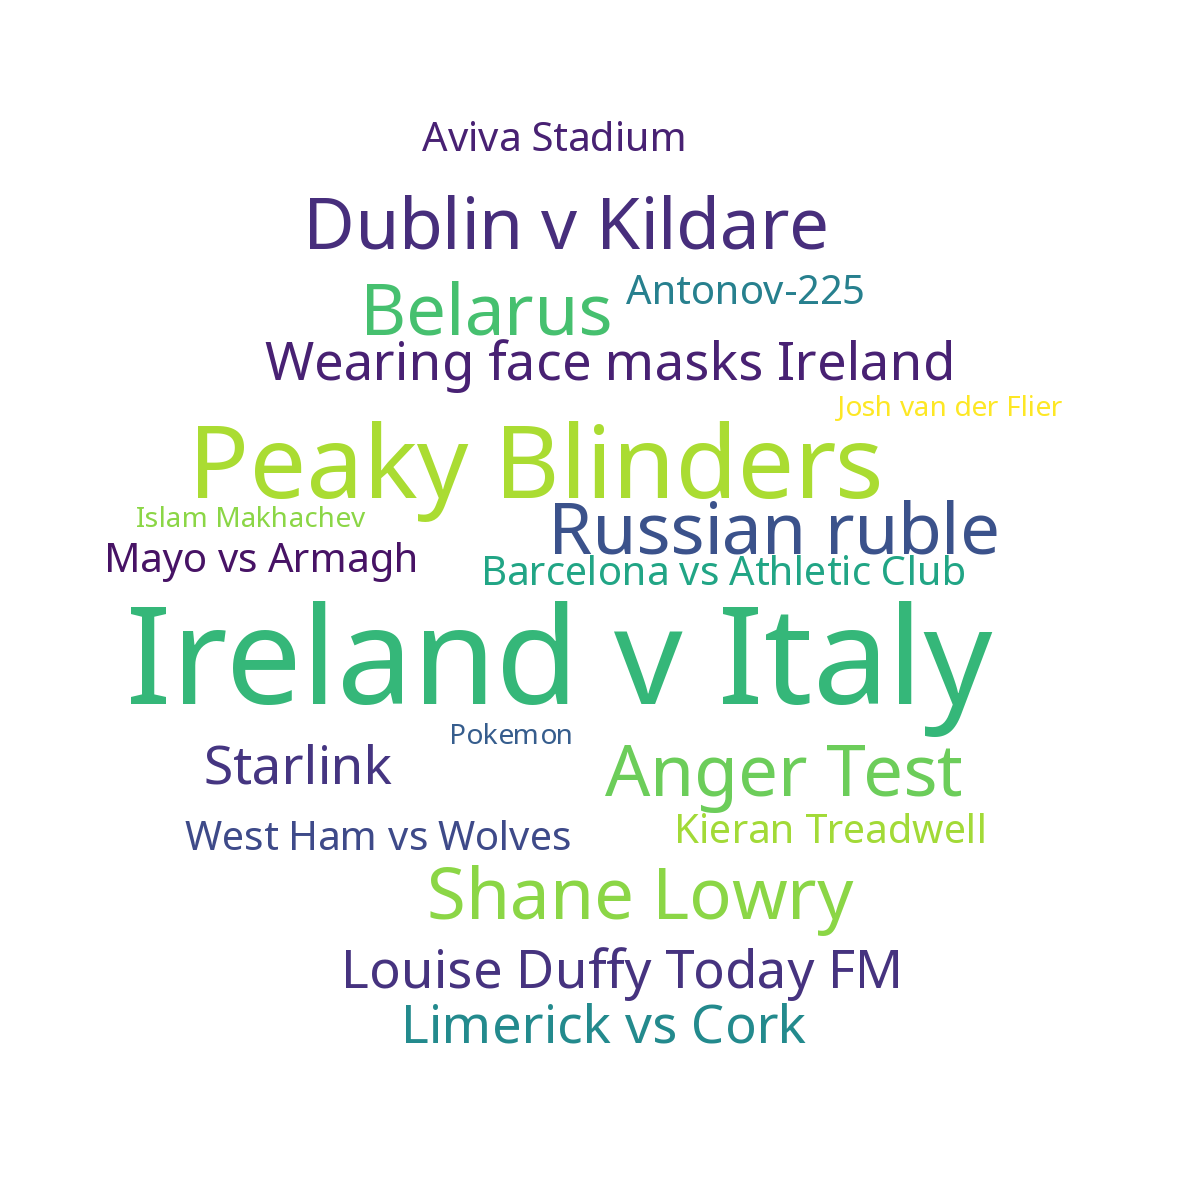 Aviva Stadium
Dublin v Kildare
Belarus
Antonov-225
Wearing face masks Ireland
Josh van der Flier
Peaky Blinders
Islam Makhachev
Russian ruble
Mayo vs Armagh
Barcelona vs Athletic Club
Ireland v Italy
Pokemon
Starlink
Anger Test
West Ham vs Wolves
Kieran Treadwell
Shane Lowry
Louise Duffy Today FM
Limerick vs Cork